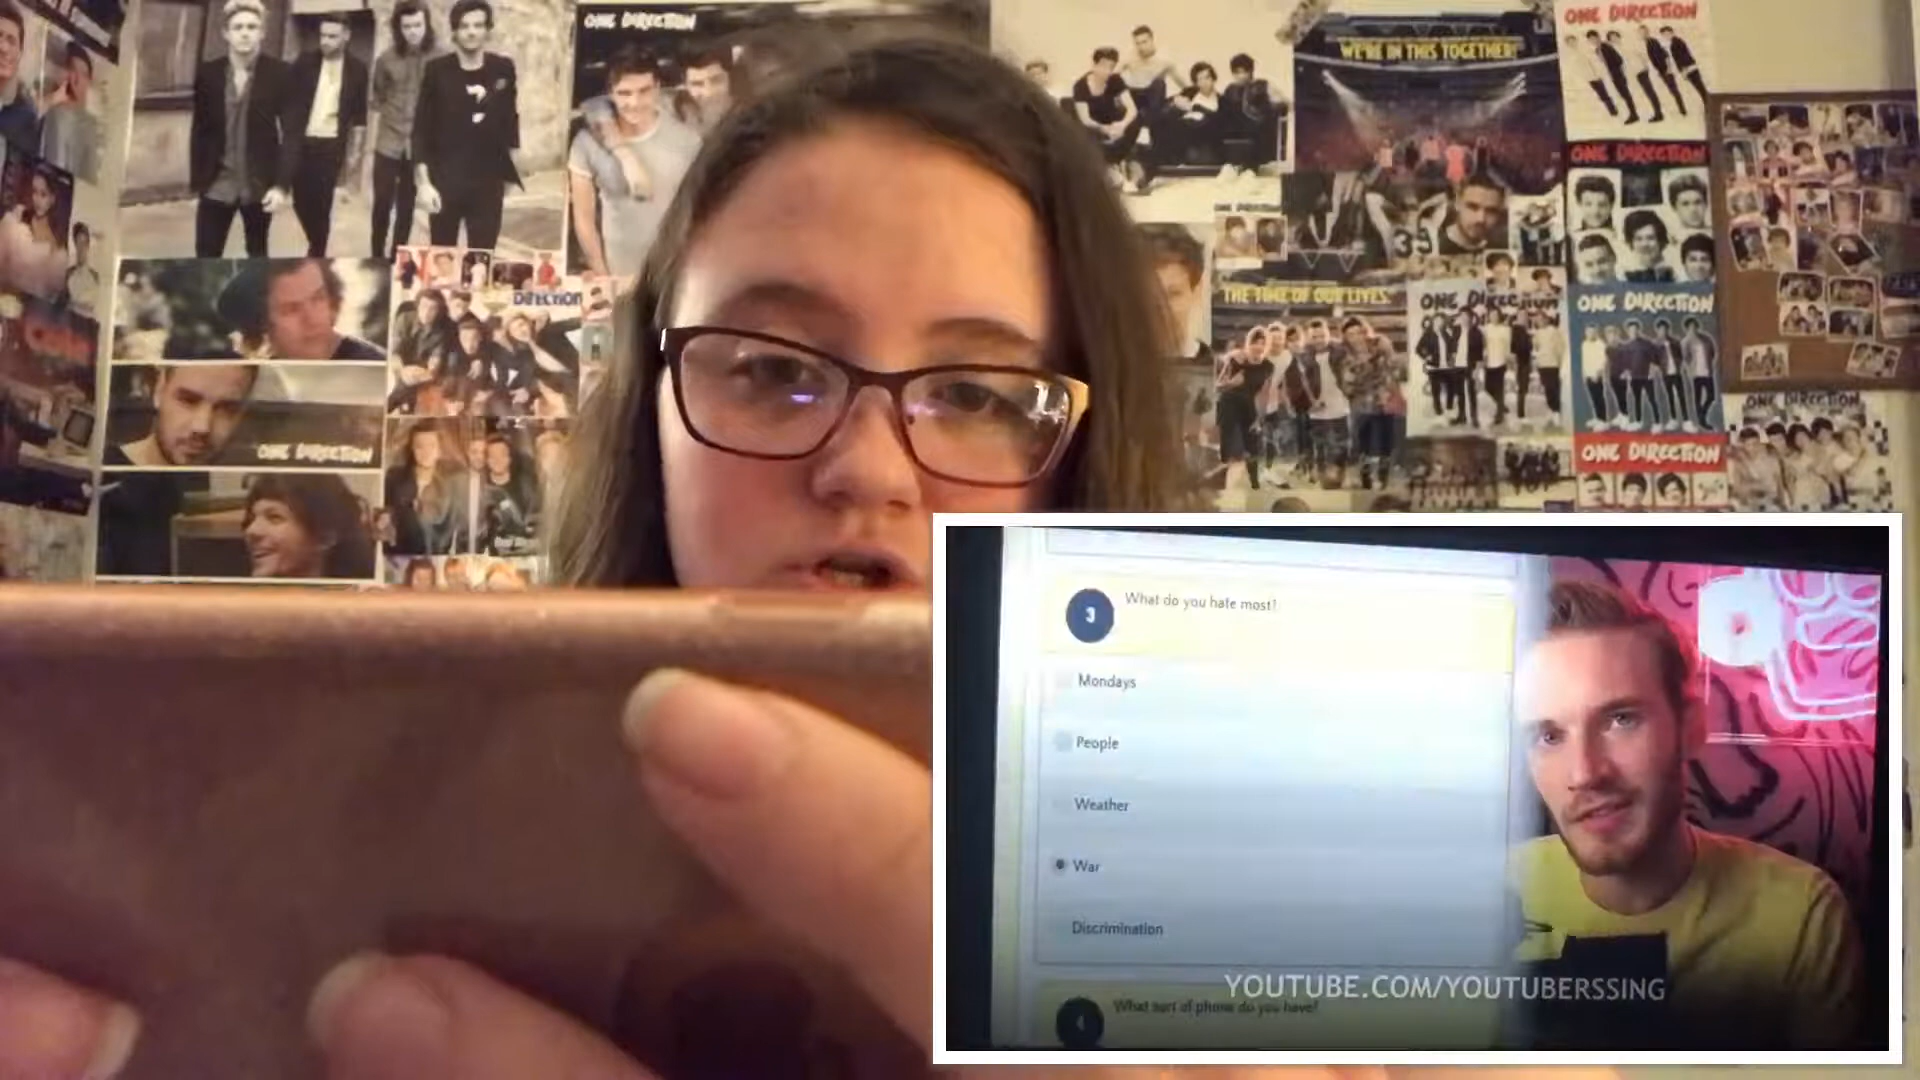 ONE DIRECTION
WE'RE IN THIS TOGETHER!
ONE DIRECTION
ONE DIRECTION
DIRECTION
THE TIME OF OUR LIVES.
ONE DIRECTION
ONE DIRECTION
ONE DIRECTION
ONE DIRECTION
ONE DIRECTION
39
3
What do you hate most?
Mondays
People
Weather
War
Discrimination
YOUTUBE.COM/YOUTUBERSSING
4
What sort of phone do you have?